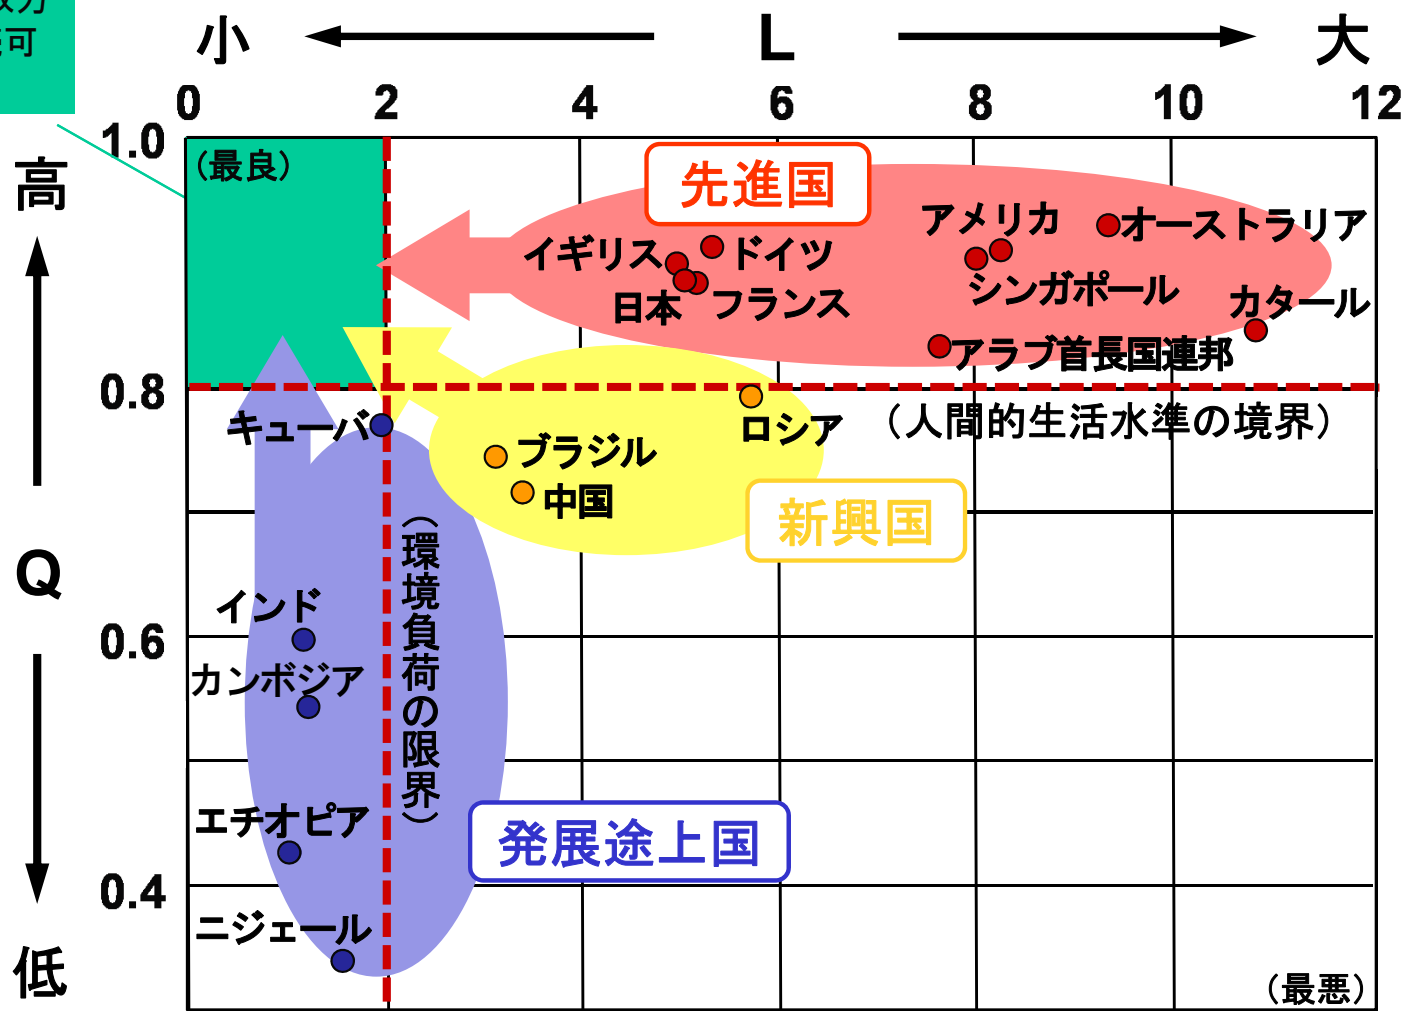 可
小
L
大
0
2
4
6
8
10
12
高
Q
低
1.0
0.8
0.6
0.4
（最良）
先進国
アメリカ
オーストラリア
イギリス
ドイツ
シンガポール
日本
フランス
カタール
アラブ首長国連邦
キューバ
ロシア
（人間的生活水準の境界）
ブラジル
中国
新興国
（環境負荷の限界）
インド
カンボジア
エチオピア
発展途上国
ニジェール
（最悪）